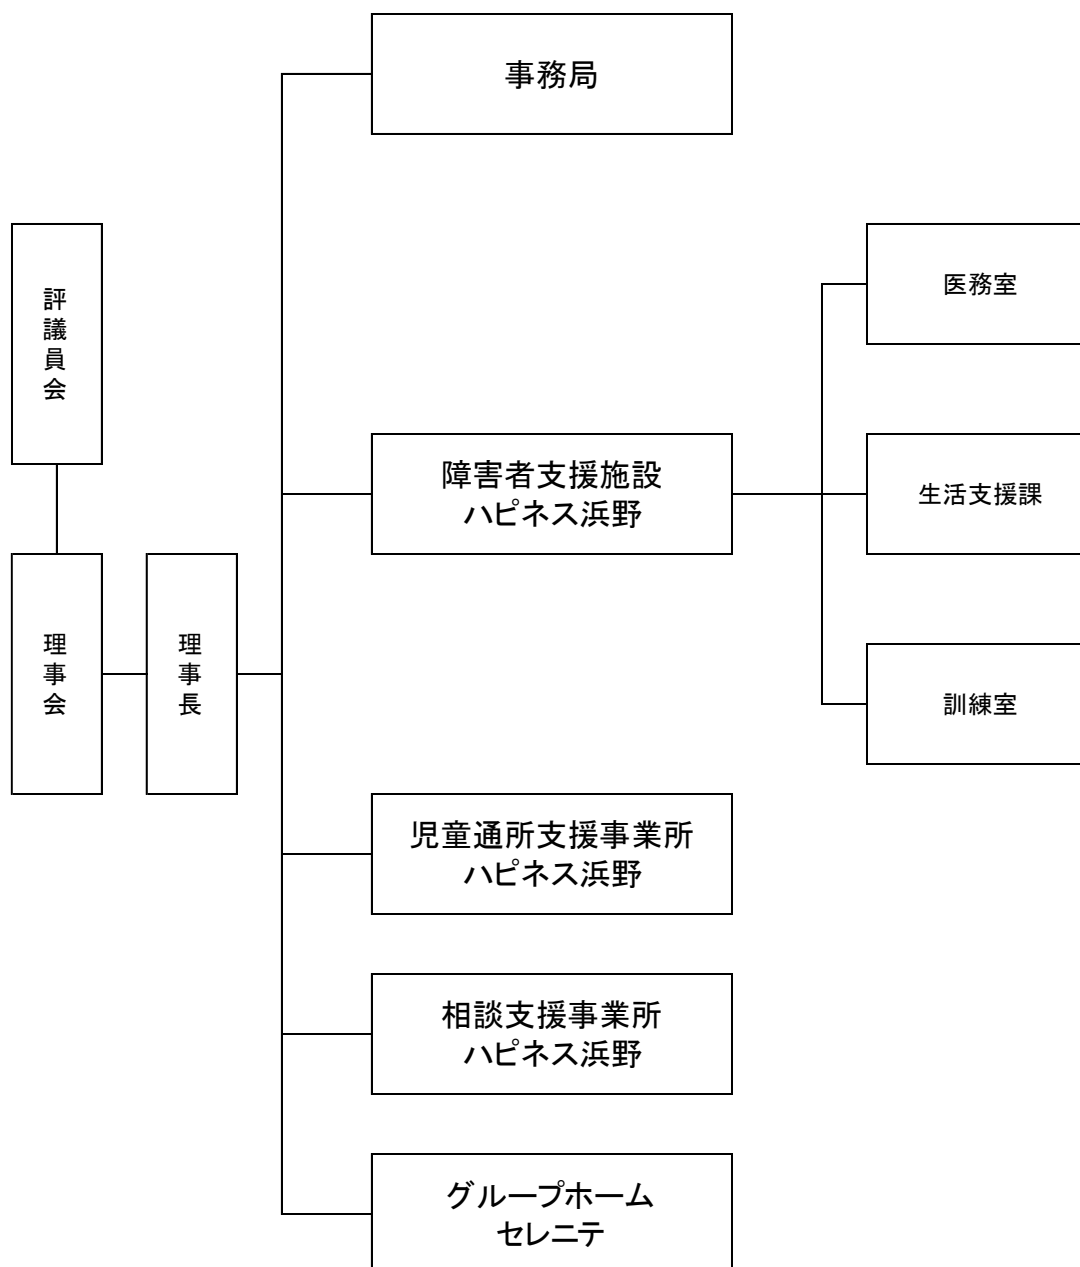 事務局
評議員会
医務室
障害者支援施設
ハピネス浜野
生活支援課
理事会
理事長
訓練室
児童通所支援事業所
ハピネス浜野
相談支援事業所
ハピネス浜野
グループホーム
セレニテ